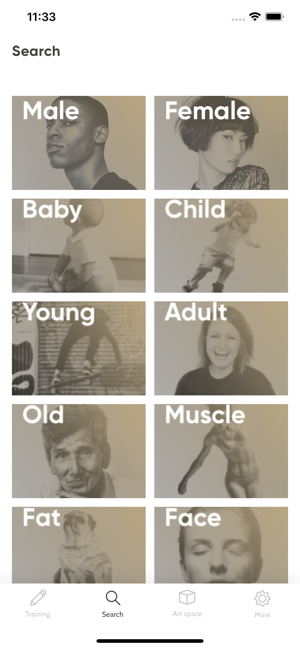 11:33
Search
Male
Female
Baby
Child
Young
Adult
Old
Muscle
Fat
Face
Training
Search
Art space
More